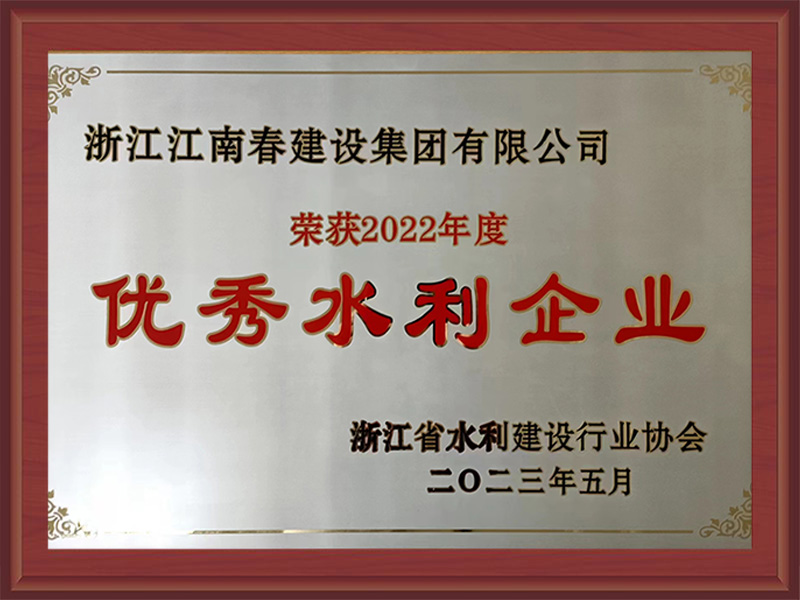 浙江江南春建设集团有限公司
荣获2022年度
优秀水利企业
浙江省水利建设行业协会
二〇二三年五月